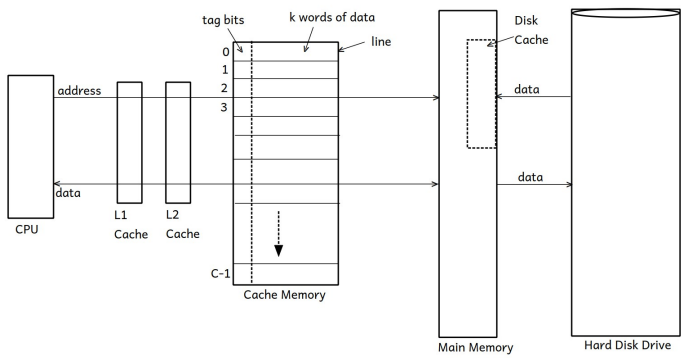 tag bits
k words of data
line
Disk
Cache
0
1
2
3
address
data
data
data
CPU
L1
Cache
L2
Cache
C-1
Cache Memory
Main Memory
Hard Disk Drive